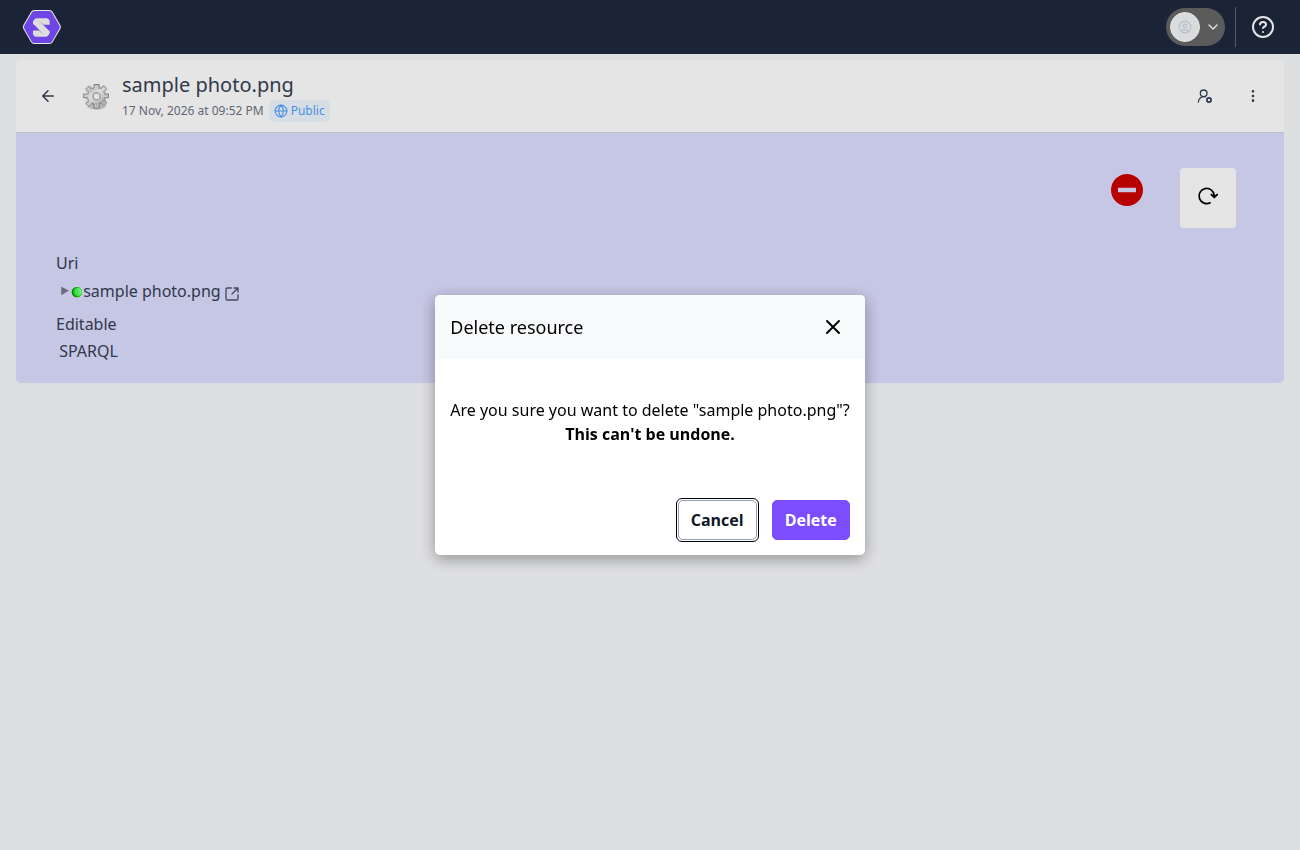 sample photo.png
17 Nov, 2026 at 09:52 PM Public
Uri
sample photo.png
Editable
SPARQL
Delete resource
Are you sure you want to delete "sample photo.png"?
This can't be undone.
Cancel Delete